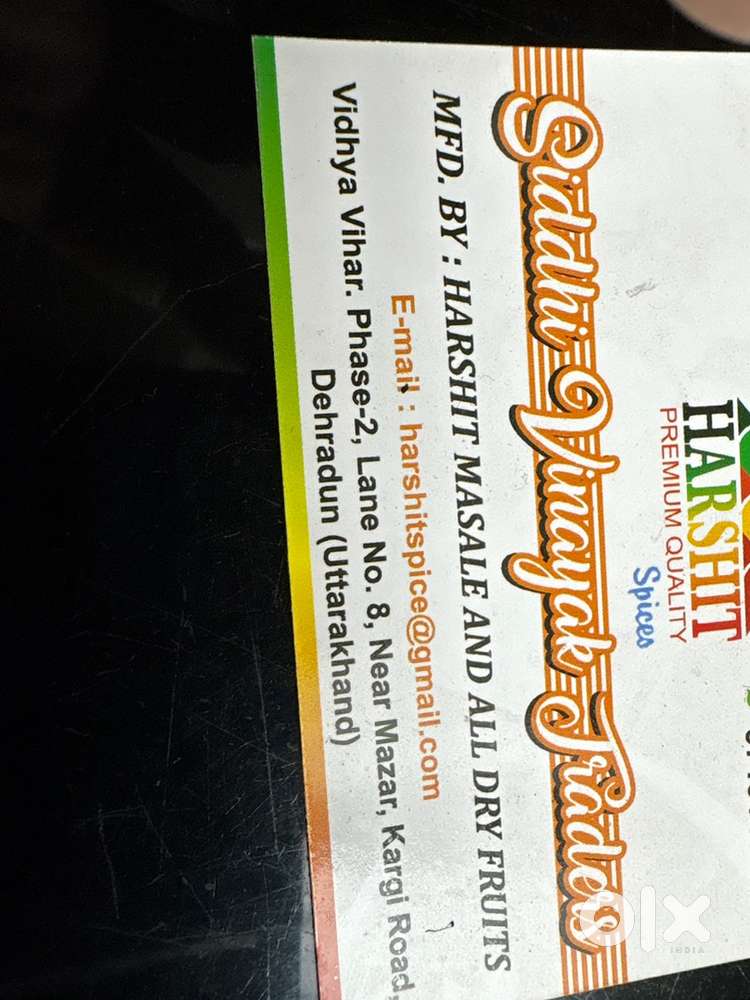 HARSHIT
PREMIUM QUALITY
Spices
Siddhi Vinayak Traders
MFD. BY : HARSHIT MASALE AND ALL DRY FRUITS
E-mail : harshitspice@gmail.com
Vidhya Vihar. Phase-2, Lane No. 8, Near Mazar, Kargi Road,
Dehradun (Uttarakhand)
olx
INDIA